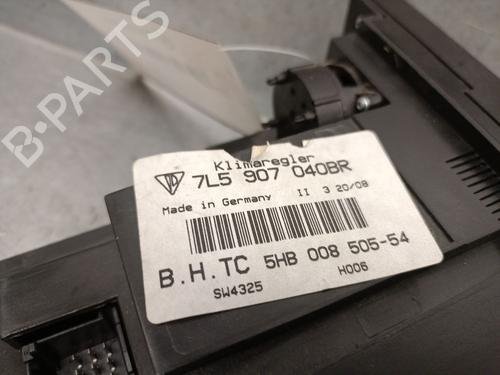 B-PARTS
Klimaregler
7L5 907 040BR
Made in Germany II 3 20/08
B.H.TC 5HB 008 505-54
SW4325 H006